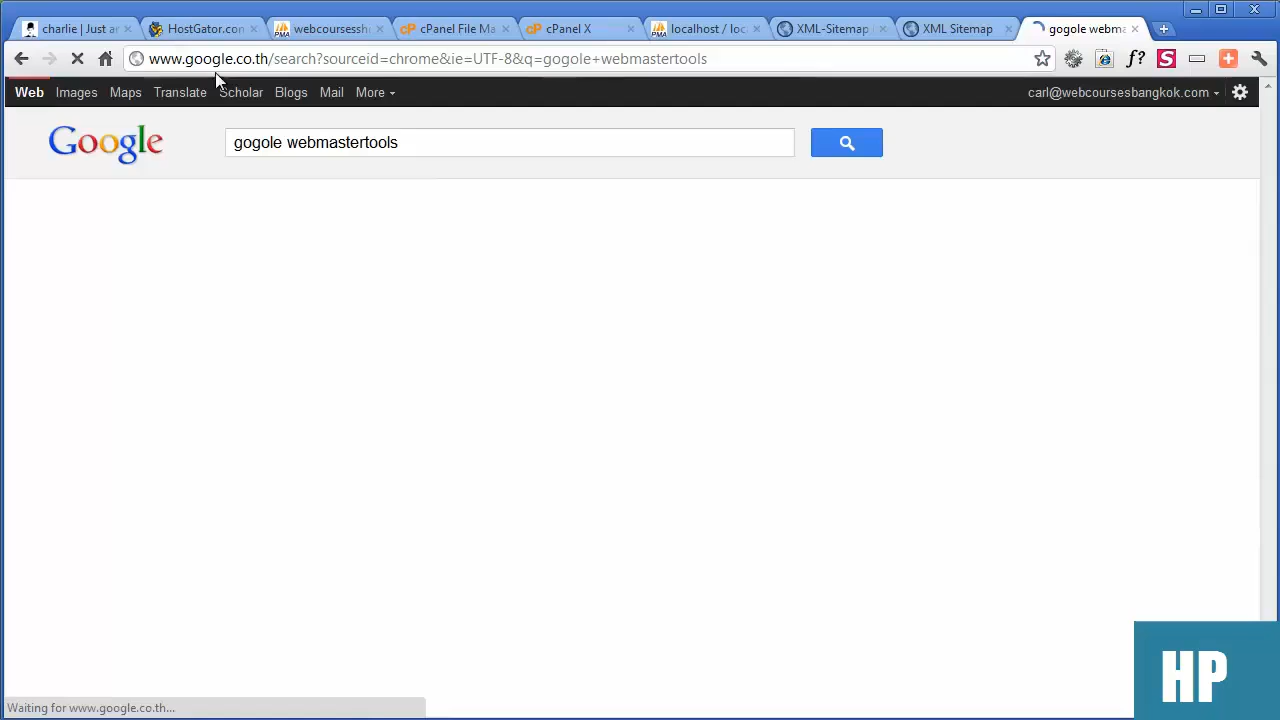 charlie | Just ar
HostGator.con
webcoursessh
cPanel File Ma
cPanel X
localhost / loc
XML-Sitemap
XML Sitemap
gogole webma
www.google.co.th/search?sourceid=chrome&ie=UTF-8&q=gogole+webmastertools
Web Images Maps Translate Scholar Blogs Mail More
carl@webcoursesbangkok.com
Google
gogole webmastertools
Waiting for www.google.co.th...
HP